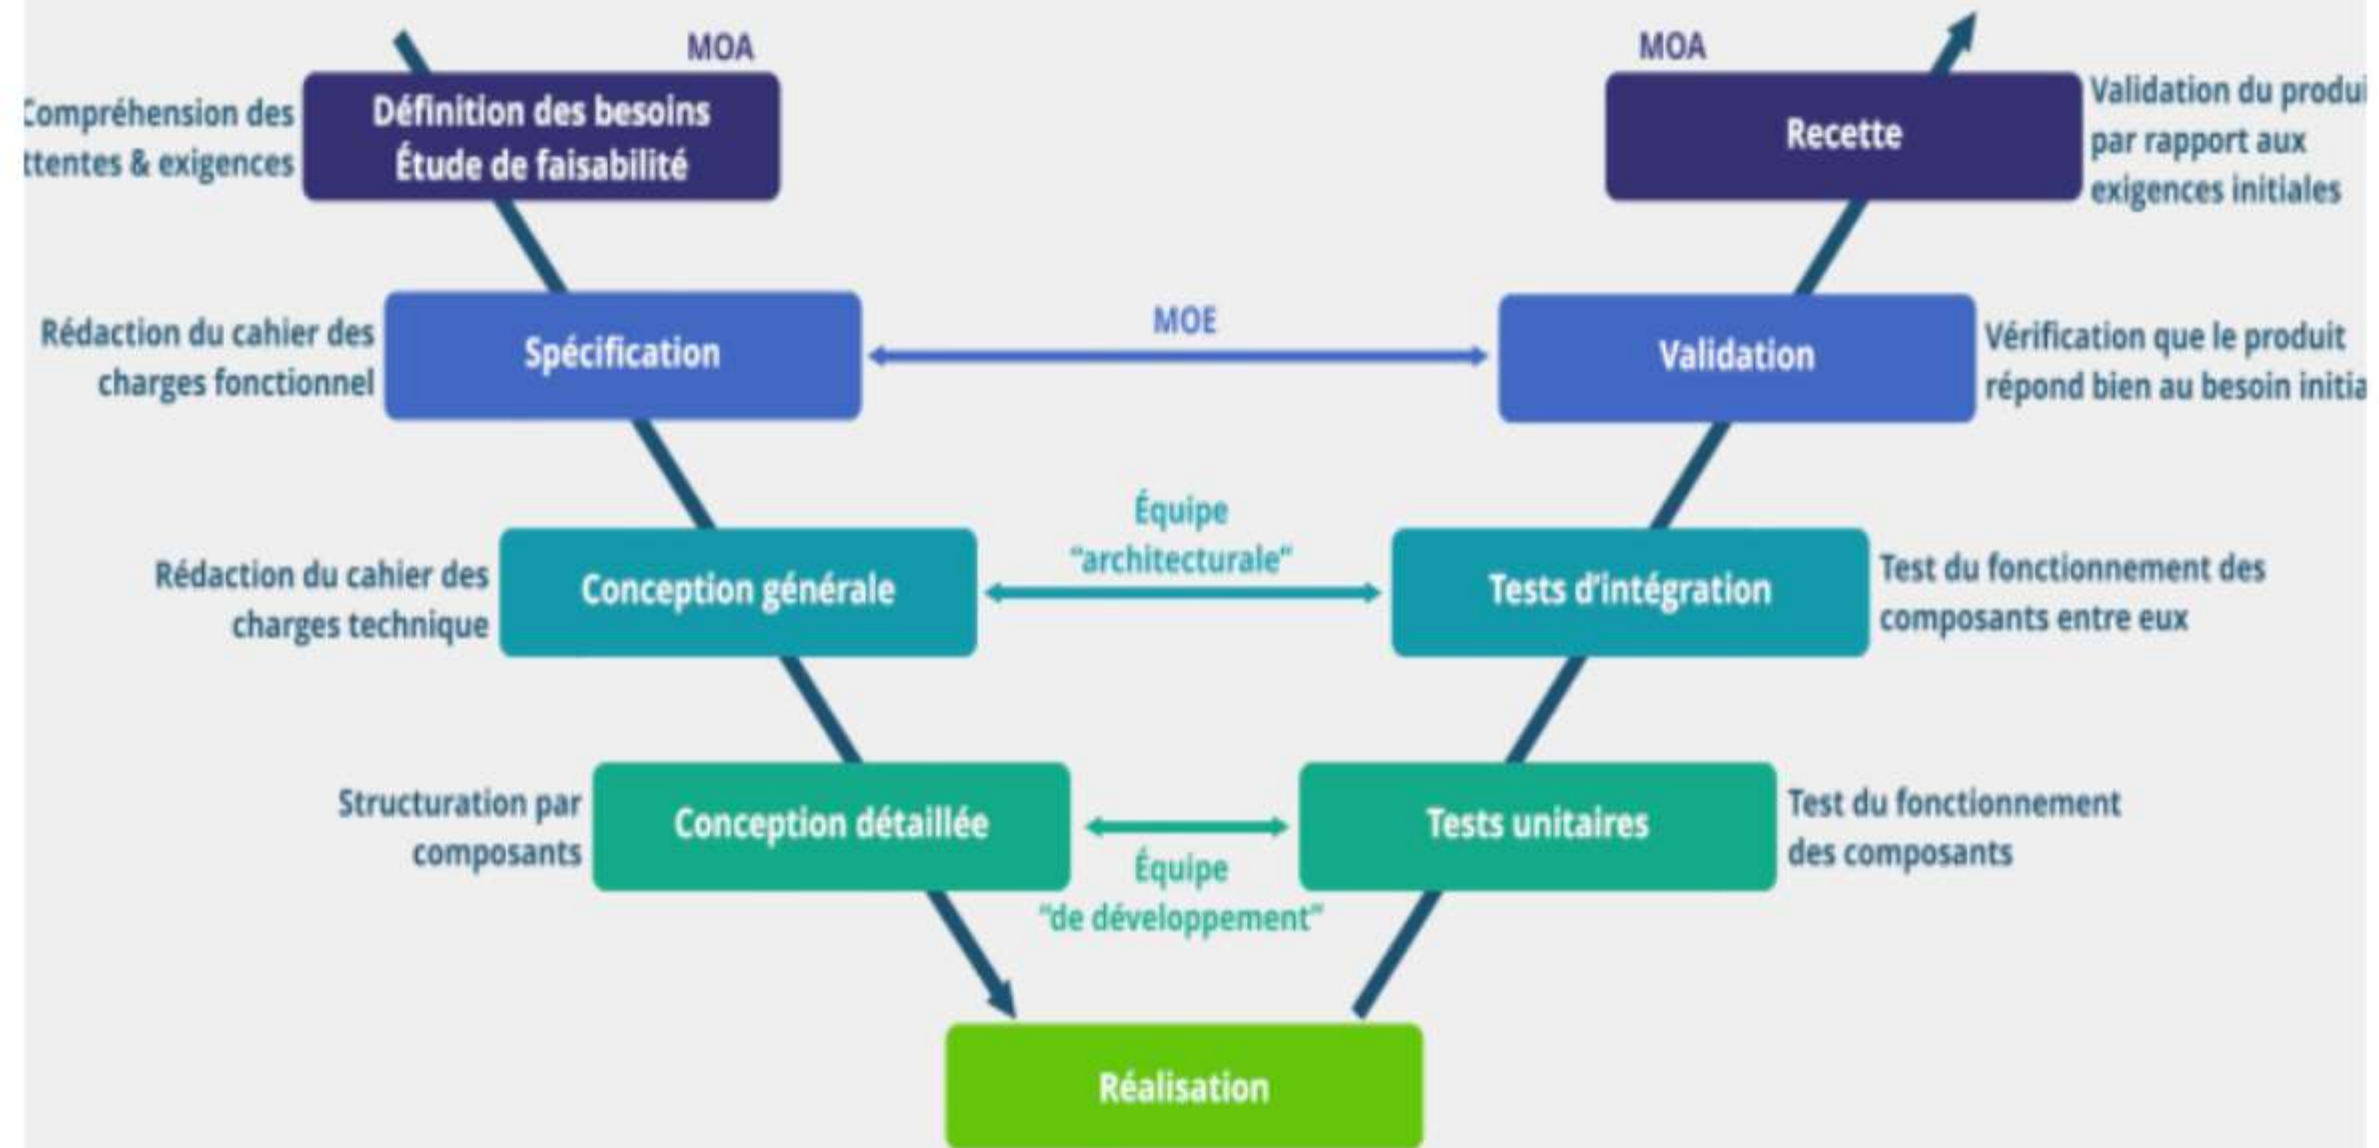 MOA
MOA
Compréhension des
ttentes & exigences
Définition des besoins
Étude de faisabilité
Recette
Validation du produi
par rapport aux
exigences initiales
Rédaction du cahier des
charges fonctionnel
Spécification
MOE
Validation
Vérification que le produit
répond bien au besoin initia
Rédaction du cahier des
charges technique
Conception générale
Équipe
“architecturale“
Tests d’intégration
Test du fonctionnement des
composants entre eux
Structuration par
composants
Conception détaillée
Équipe
“de développement“
Tests unitaires
Test du fonctionnement
des composants
Réalisation